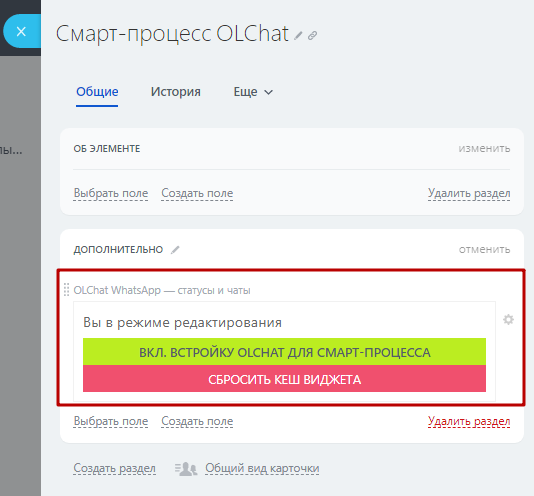 Смарт-процесс OLChat
Общие История Еще
лы...
ОБ ЭЛЕМЕНТЕ изменить
Выбрать поле Создать поле Удалить раздел
ДОПОЛНИТЕЛЬНО отменить
OLChat WhatsApp — статусы и чаты
Вы в режиме редактирования
ВКЛ. ВСТРОЙКУ OLCHAT ДЛЯ СМАРТ-ПРОЦЕССА
СБРОСИТЬ КЕШ ВИДЖЕТА
Выбрать поле Создать поле Удалить раздел
Создать раздел Общий вид карточки